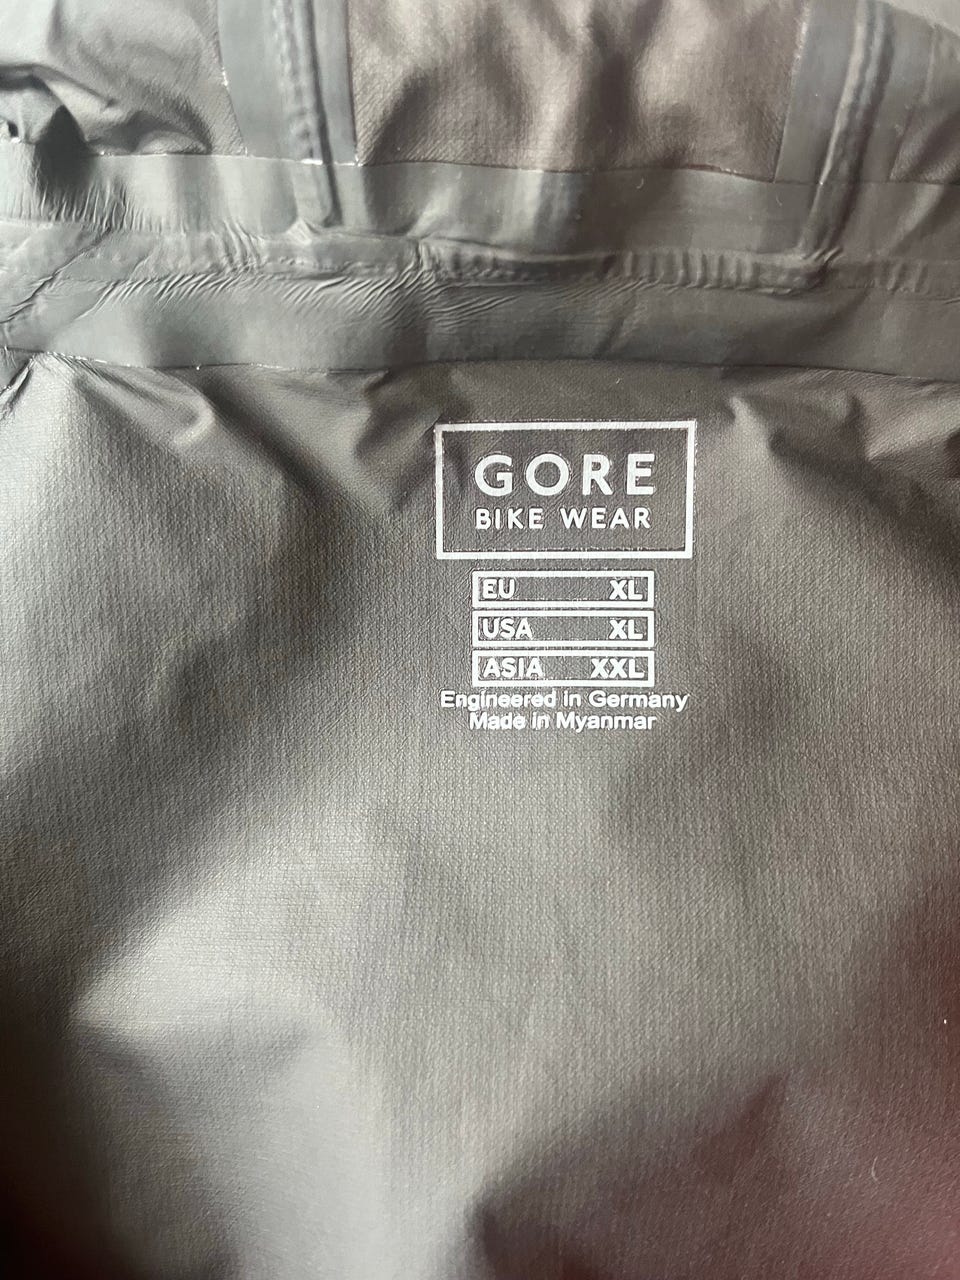 GORE
BIKE WEAR
EU XL
USA XL
ASIA XXL
Engineered in Germany
Made in Myanmar